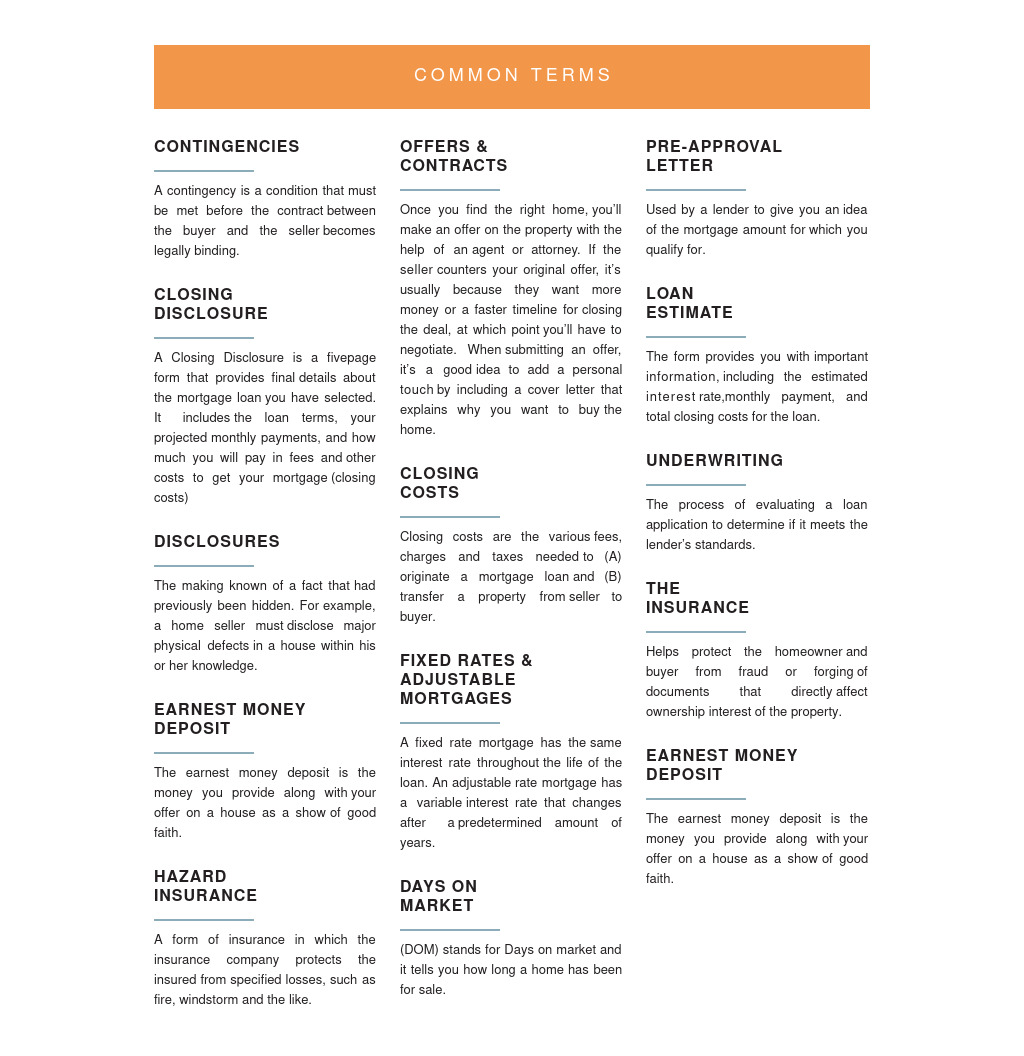 COMMON TERMS
CONTINGENCIES
A contingency is a condition that must
be met before the contract between
the buyer and the seller becomes
legally binding.
CLOSING
DISCLOSURE
A Closing Disclosure is a fivepage
form that provides final details about
the mortgage loan you have selected.
It includes the loan terms, your
projected monthly payments, and how
much you will pay in fees and other
costs to get your mortgage (closing
costs)
DISCLOSURES
The making known of a fact that had
previously been hidden. For example,
a home seller must disclose major
physical defects in a house within his
or her knowledge.
EARNEST MONEY
DEPOSIT
The earnest money deposit is the
money you provide along with your
offer on a house as a show of good
faith.
HAZARD
INSURANCE
A form of insurance in which the
insurance company protects the
insured from specified losses, such as
fire, windstorm and the like.
OFFERS &
CONTRACTS
Once you find the right home, you'll
make an offer on the property with the
help of an agent or attorney. If the
seller counters your original offer, it's
usually because they want more
money or a faster timeline for closing
the deal, at which point you'll have to
negotiate. When submitting an offer,
it's a good idea to add a personal
touch by including a cover letter that
explains why you want to buy the
home.
CLOSING
COSTS
Closing costs are the various fees,
charges and taxes needed to (A)
originate a mortgage loan and (B)
transfer a property from seller to
buyer.
FIXED RATES &
ADJUSTABLE
MORTGAGES
A fixed rate mortgage has the same
interest rate throughout the life of the
loan. An adjustable rate mortgage has
a variable interest rate that changes
after a predetermined amount of
years.
DAYS ON
MARKET
(DOM) stands for Days on market and
it tells you how long a home has been
for sale.
PRE-APPROVAL
LETTER
Used by a lender to give you an idea
of the mortgage amount for which you
qualify for.
LOAN
ESTIMATE
The form provides you with important
information, including the estimated
interest rate,monthly payment, and
total closing costs for the loan.
UNDERWRITING
The process of evaluating a loan
application to determine if it meets the
lender's standards.
THE
INSURANCE
Helps protect the homeowner and
buyer from fraud or forging of
documents that directly affect
ownership interest of the property.
EARNEST MONEY
DEPOSIT
The earnest money deposit is the
money you provide along with your
offer on a house as a show of good
faith.